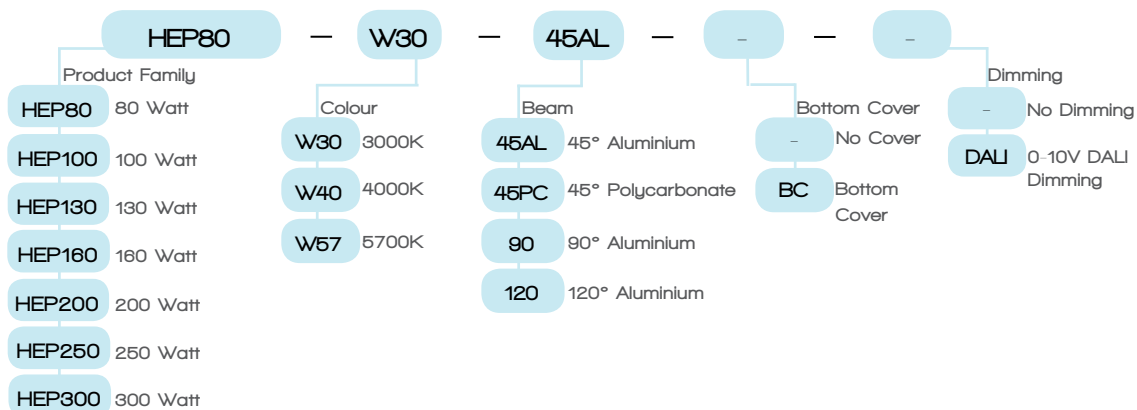 HEP80 — W30 — 45AL — - — -
Product Family
HEP80 80 Watt
HEP100 100 Watt
HEP130 130 Watt
HEP160 160 Watt
HEP200 200 Watt
HEP250 250 Watt
HEP300 300 Watt
Colour
W30 3000K
W40 4000K
W57 5700K
Beam
45AL 45° Aluminium
45PC 45° Polycarbonate
90 90° Aluminium
120 120° Aluminium
Bottom Cover
- No Cover
BC Bottom
Cover
Dimming
- No Dimming
DALI 0-10V DALI
Dimming